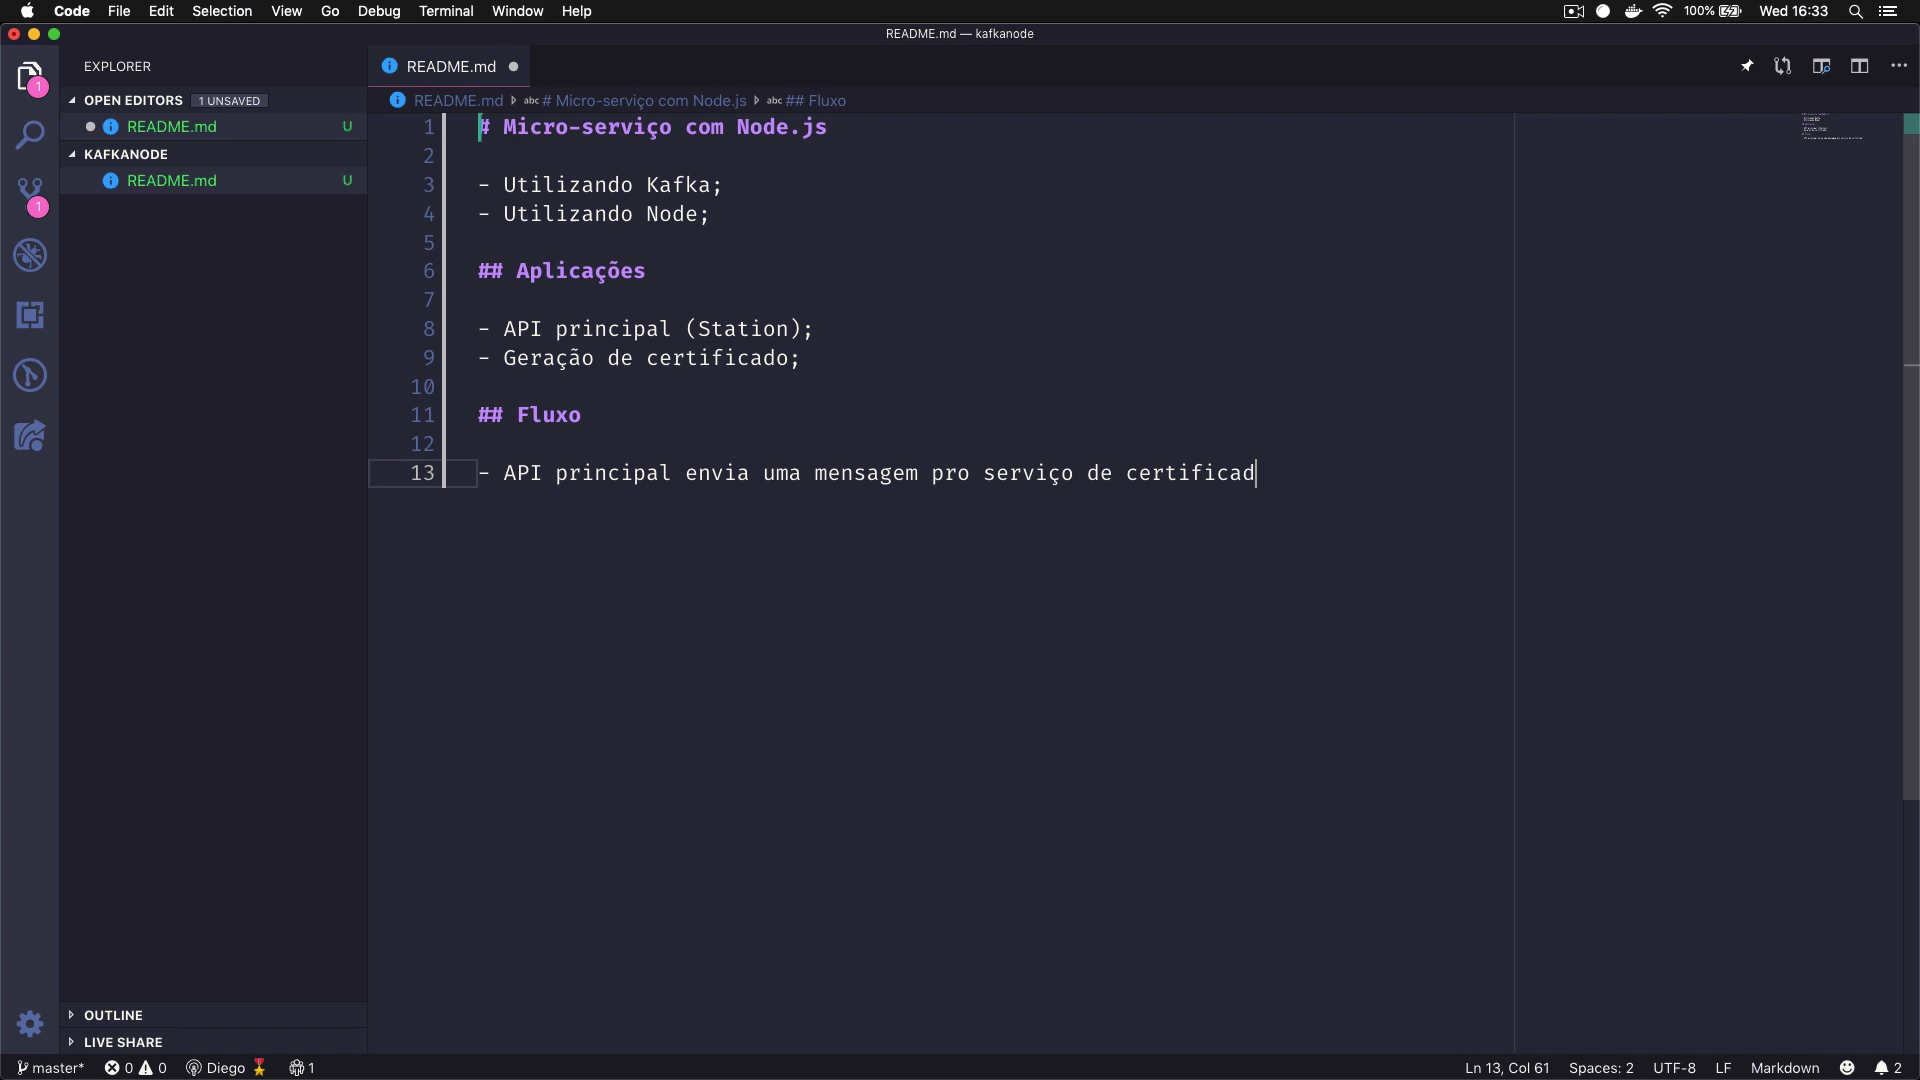 Code File Edit Selection View Go Debug Terminal Window Help 100% Wed 16:33
README.md — kafkanode
EXPLORER
README.md
OPEN EDITORS 1 UNSAVED
README.md > abc # Micro-serviço com Node.js > abc ## Fluxo
README.md U
KAFKANODE
README.md U
1 # Micro-serviço com Node.js
2
3 - Utilizando Kafka;
4 - Utilizando Node;
5
6 ## Aplicações
7
8 - API principal (Station);
9 - Geração de certificado;
10
11 ## Fluxo
12
13 - API principal envia uma mensagem pro serviço de certificad
1
1
OUTLINE
LIVE SHARE
master* 0 0 Diego 1 Ln 13, Col 61 Spaces: 2 UTF-8 LF Markdown 2